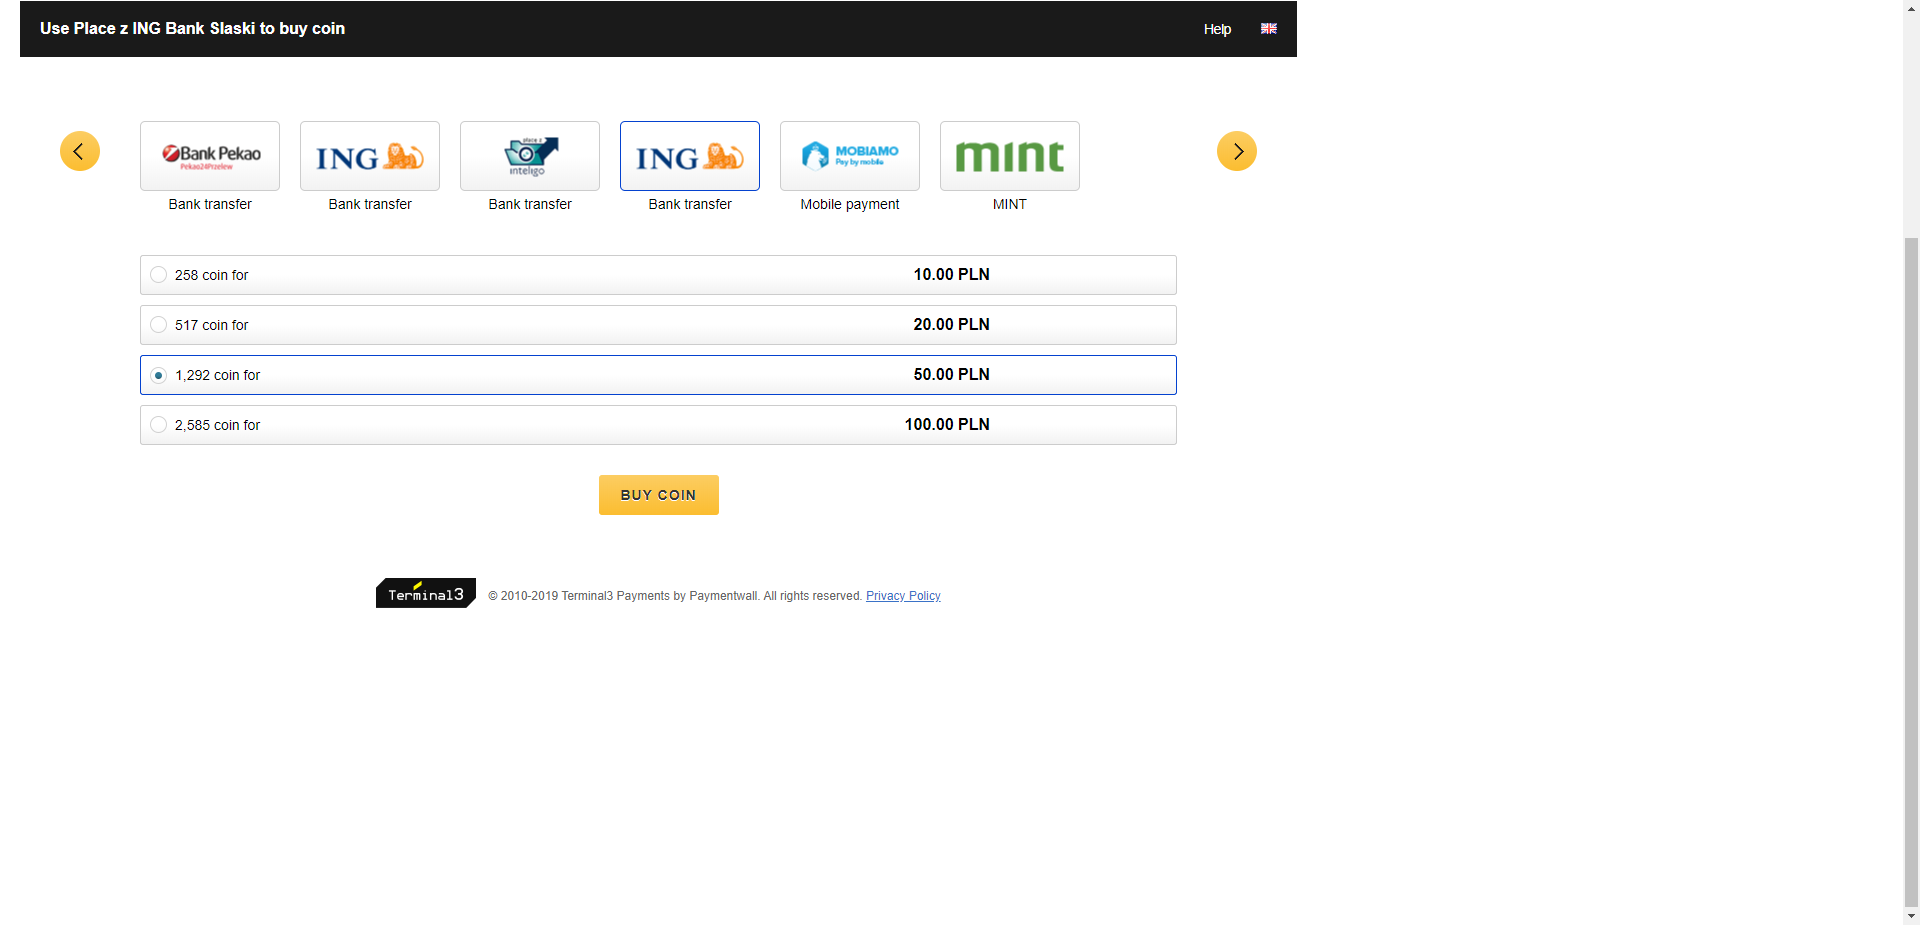 Use Place z ING Bank Slaski to buy coin
Help
Bank Pekao
Pekao24Przelew
ING
place z
inteligo
ING
MOBIAMO
Pay by mobile
mint
Bank transfer
Bank transfer
Bank transfer
Bank transfer
Mobile payment
MINT
258 coin for 10.00 PLN
517 coin for 20.00 PLN
1,292 coin for 50.00 PLN
2,585 coin for 100.00 PLN
BUY COIN
Terminal3
© 2010-2019 Terminal3 Payments by Paymentwall. All rights reserved. Privacy Policy